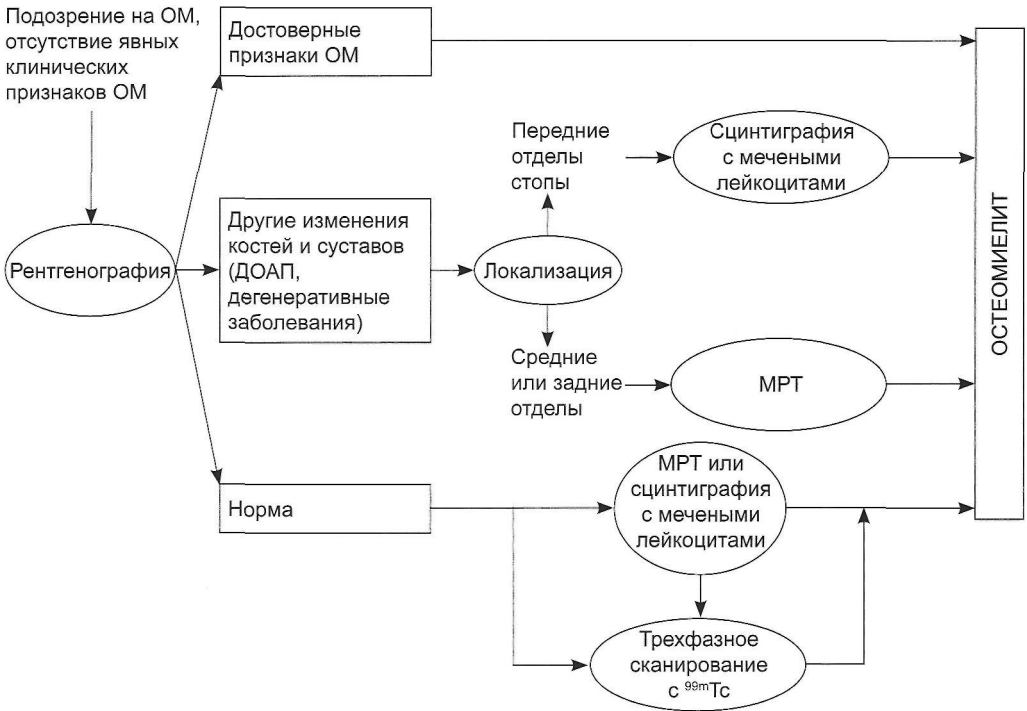 Подозрение на ОМ,
отсутствие явных
клинических
признаков ОМ
Достоверные
признаки ОМ
Передние
отделы
стопы
Сцинтиграфия
с мечеными
лейкоцитами
Рентгенография
Другие изменения
костей и суставов
(ДОАП,
дегенеративные
заболевания)
Локализация
Средние
или задние
отделы
МРТ
Норма
МРТ или
сцинтиграфия
с мечеными
лейкоцитами
Трехфазное
сканирование
с ⁹⁹ᵐTc
ОСТЕОМИЕЛИТ